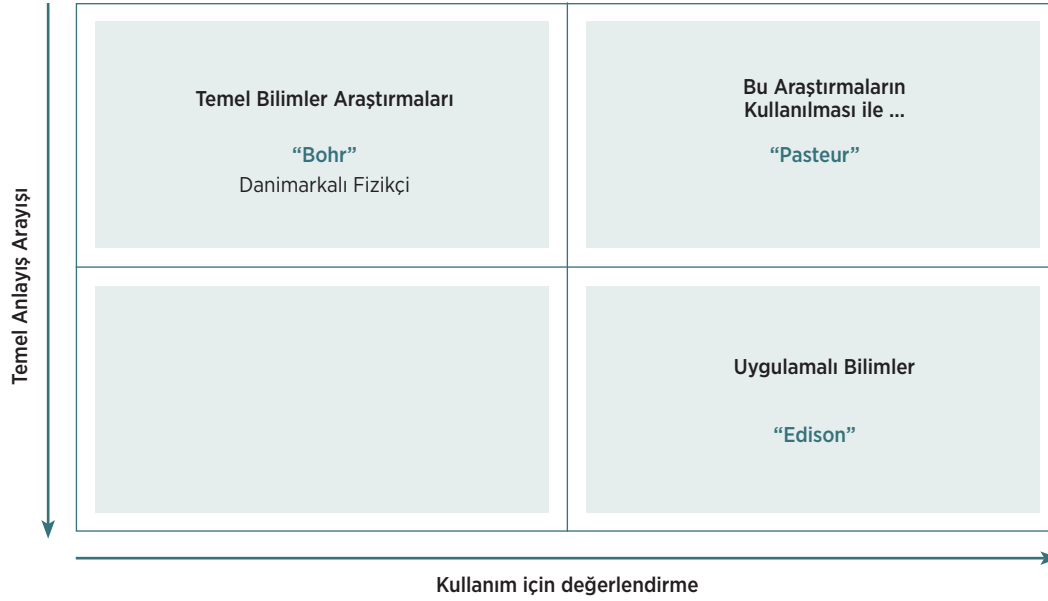 Temel Anlayış Arayışı
Temel Bilimler Araştırmaları
“Bohr”
Danimarkalı Fizikçi
Bu Araştırmaların
Kullanılması ile ...
“Pasteur”
Uygulamalı Bilimler
“Edison”
Kullanım için değerlendirme